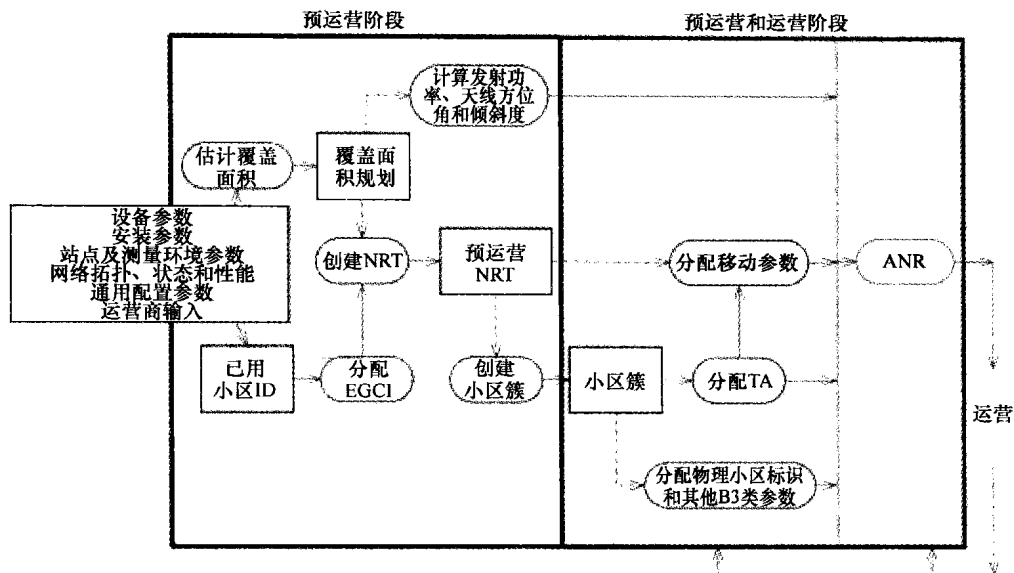 预运营阶段
预运营和运营阶段
计算发射功
率、天线方位
角和倾斜度
估计覆盖
面积
覆盖面
积规划
设备参数
安装参数
站点及测量环境参数
网络拓扑、状态和性能
通用配置参数
运营商输入
创建NRT
预运营
NRT
分配移动参数
ANR
已用
小区ID
分配
EGCI
创建
小区簇
小区簇
分配TA
运营
分配物理小区标识
和其他B3类参数